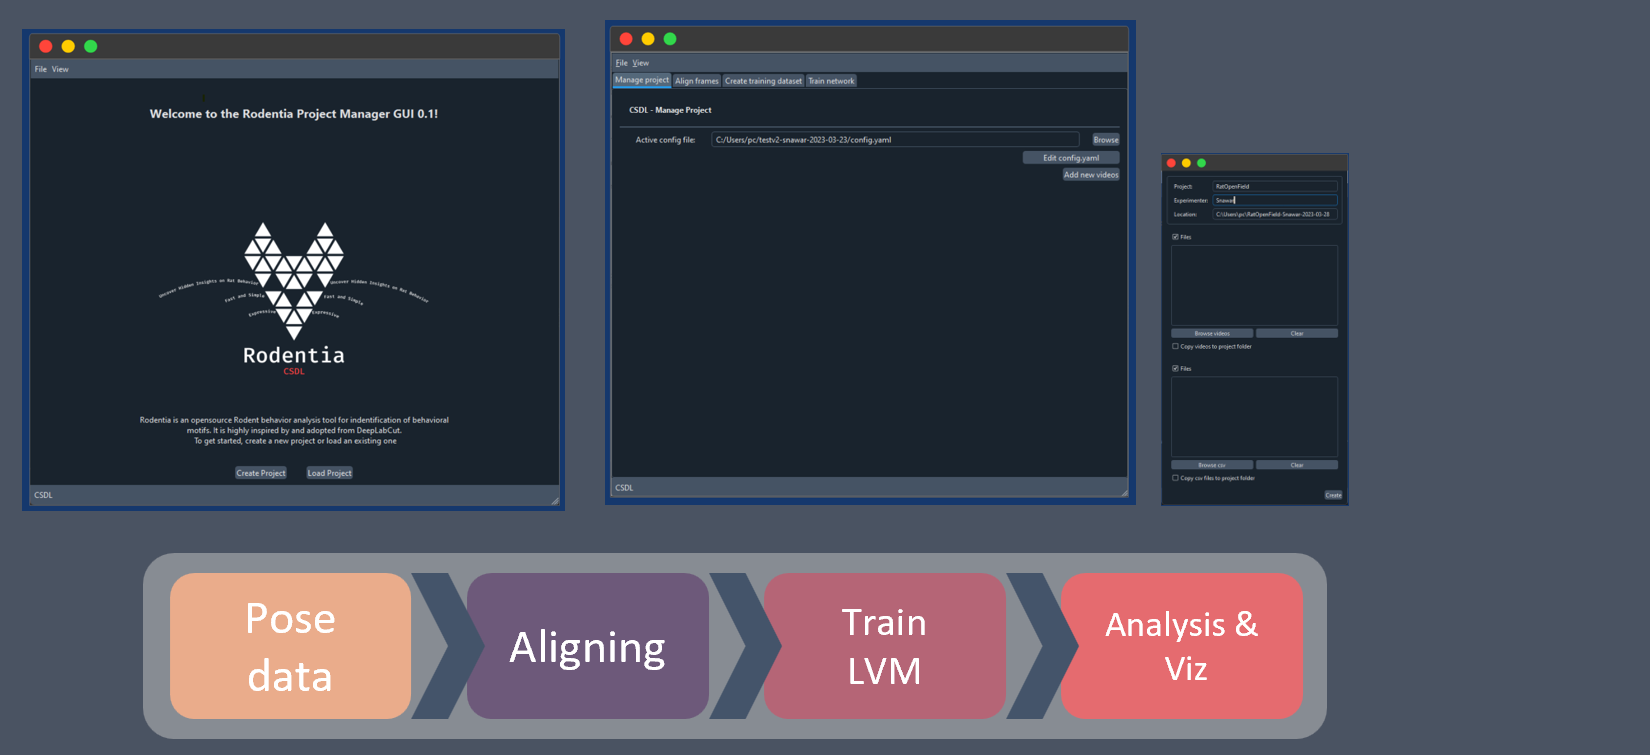 File View
Welcome to the Rodentia Project Manager GUI 0.1!
Uncover Hidden Insights on Rat Behavior
Uncover Hidden Insights on Rat Behavior
Fast and Simple
Fast and Simple
Expressive
Expressive
Rodentia
CSDL
Rodentia is an opensource Rodent behavior analysis tool for indentification of behavioral
motifs. It is highly inspired by and adopted from DeepLabCut.
To get started, create a new project or load an existing one
Create Project Load Project
CSDL
File View
Manage project Align frames Create training dataset Train network
CSDL - Manage Project
Active config file: C:/Users/pc/testv2-snawar-2023-03-23/config.yaml Browse
Edit config.yaml
Add new videos
CSDL
Project: RatOpenField
Experimenter: Snawar
Location: C:\Users\pc\RatOpenField-Snawar-2023-03-28
Files
Browse videos Clear
Copy videos to project folder
Files
Browse csv Clear
Copy csv files to project folder
Create
Pose
data
Aligning
Train
LVM
Analysis &
Viz